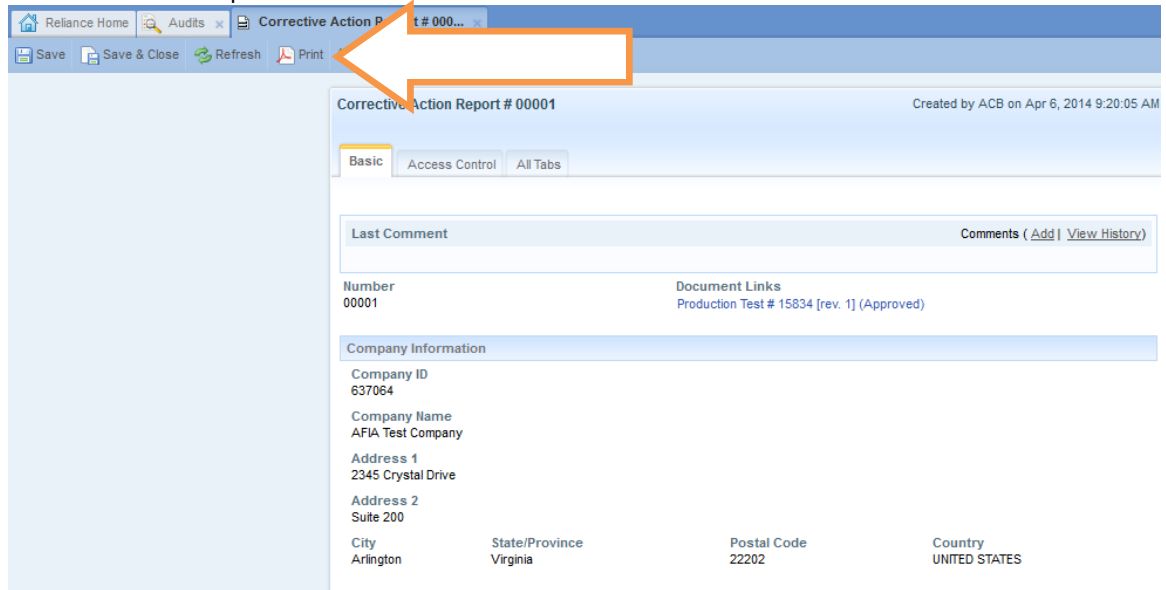 Reliance Home Audits Corrective Action R t # 000...
Save Save & Close Refresh Print
Corrective Action Report # 00001 Created by ACB on Apr 6, 2014 9:20:05 AM
Basic Access Control All Tabs
Last Comment Comments ( Add | View History)
Number Document Links
00001 Production Test # 15834 [rev. 1] (Approved)
Company Information
Company ID
637064
Company Name
AFIA Test Company
Address 1
2345 Crystal Drive
Address 2
Suite 200
City State/Province Postal Code Country
Arlington Virginia 22202 UNITED STATES